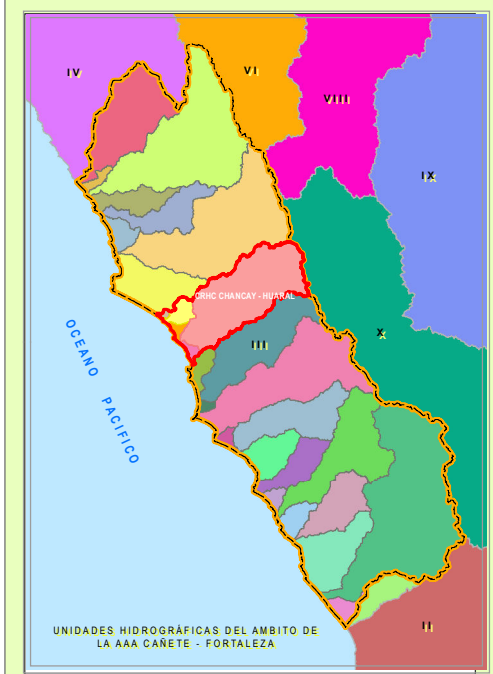 IV
VI
VIII
IX
CRHC CHANCAY - HUARAL
X
III
OCEANO PACIFICO
II
UNIDADES HIDROGRÁFICAS DEL AMBITO DE
LA AAA CAÑETE - FORTALEZA